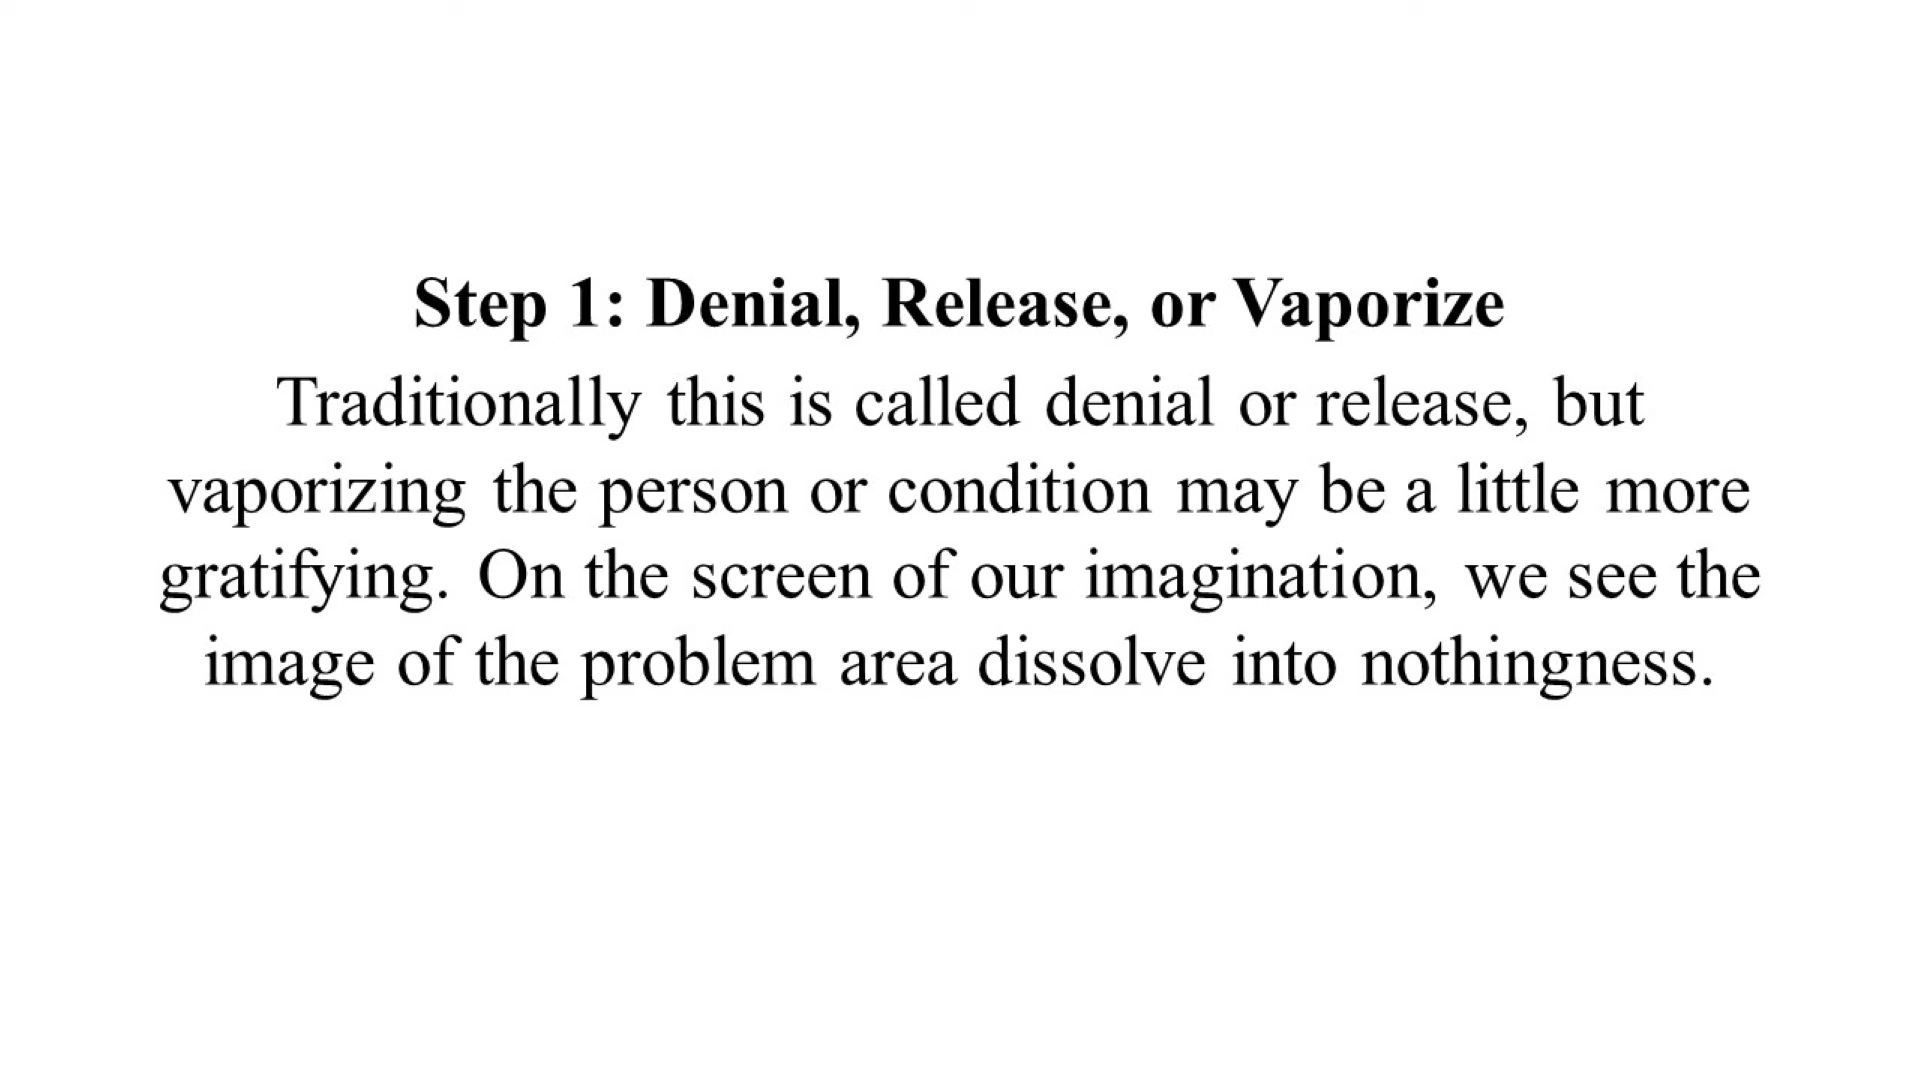 Step 1: Denial, Release, or Vaporize
Traditionally this is called denial or release, but
vaporizing the person or condition may be a little more
gratifying. On the screen of our imagination, we see the
image of the problem area dissolve into nothingness.